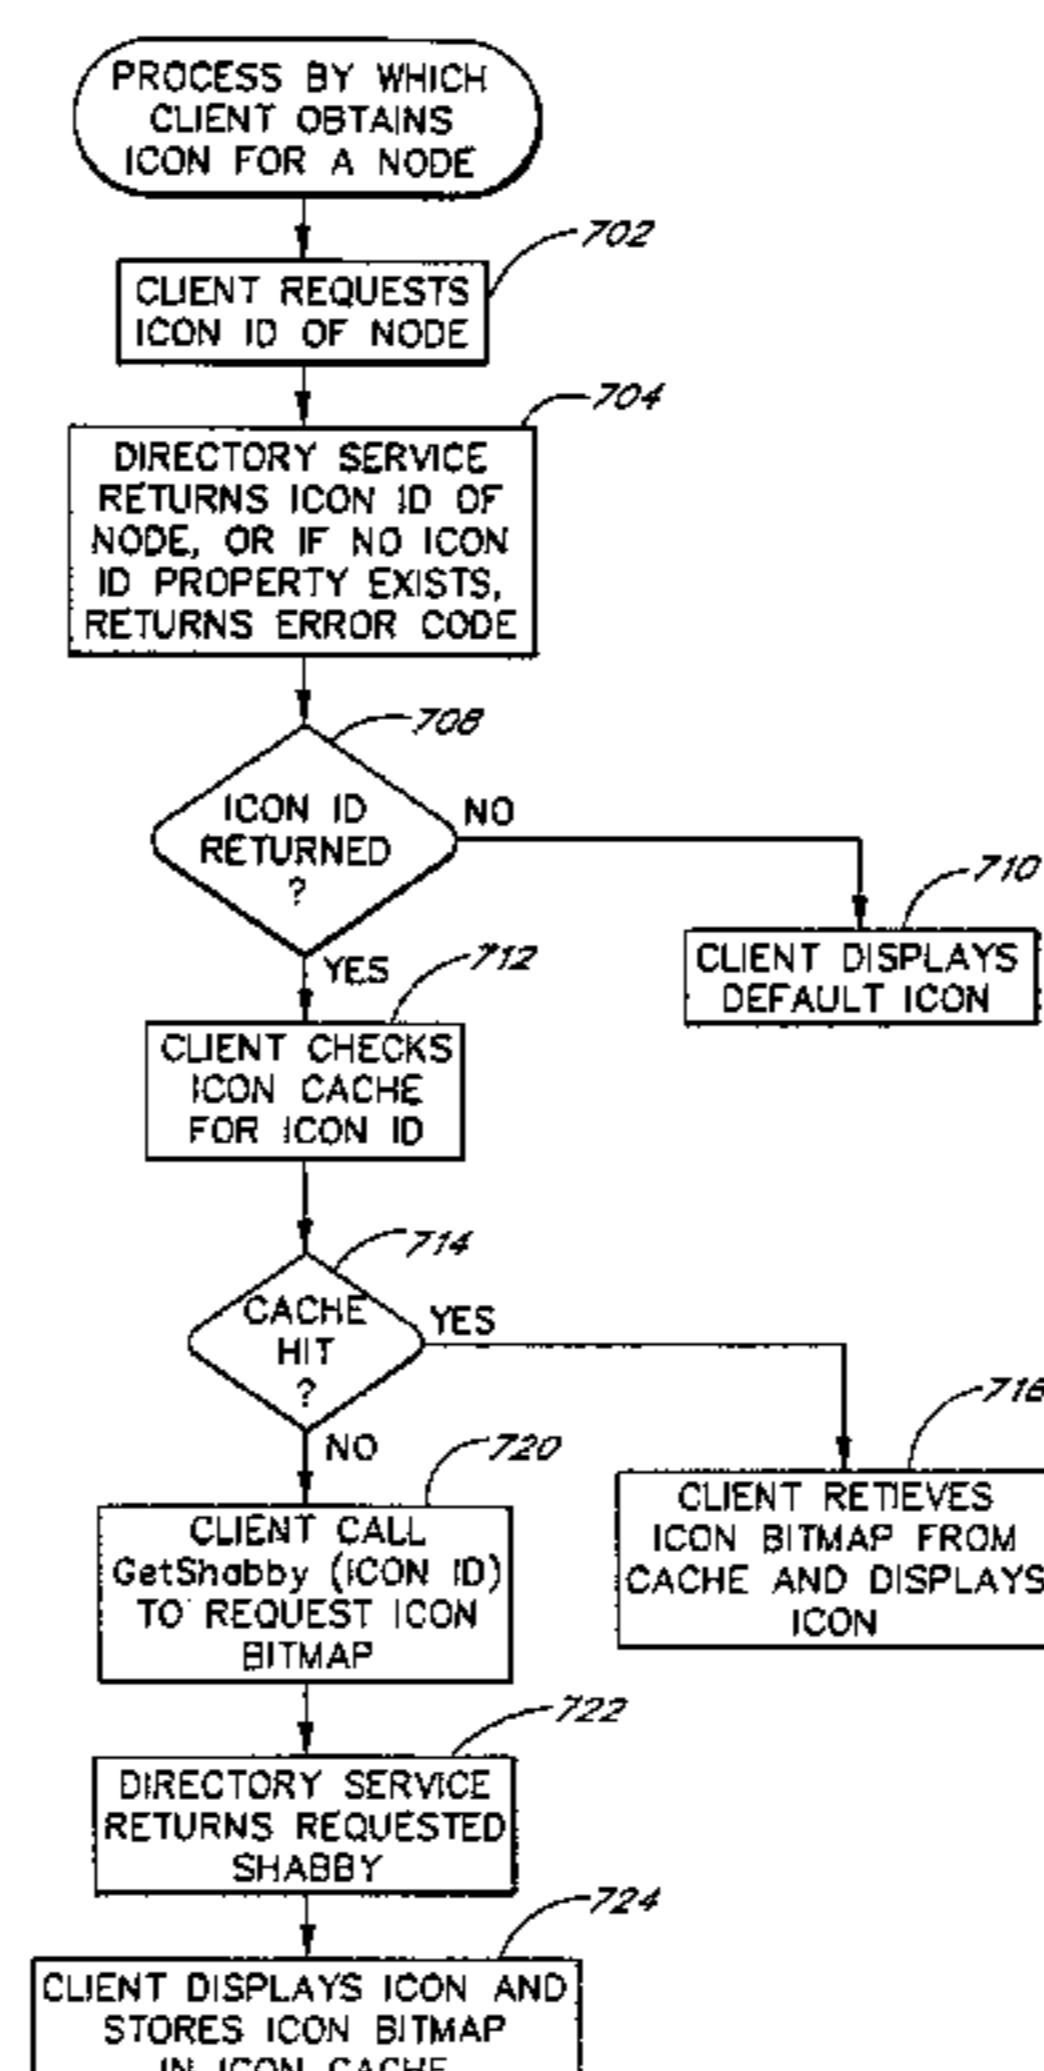 PROCESS BY WHICH
CLIENT OBTAINS
ICON FOR A NODE
702
CLIENT REQUESTS
ICON ID OF NODE
704
DIRECTORY SERVICE
RETURNS ICON ID OF
NODE, OR IF NO ICON
ID PROPERTY EXISTS,
RETURNS ERROR CODE
708
ICON ID
RETURNED
?
NO
710
CLIENT DISPLAYS
DEFAULT ICON
YES
712
CLIENT CHECKS
ICON CACHE
FOR ICON ID
714
CACHE
HIT
?
YES
718
CLIENT RETIEVES
ICON BITMAP FROM
CACHE AND DISPLAYS
ICON
NO
720
CLIENT CALL
GetShabby (ICON ID)
TO REQUEST ICON
BITMAP
722
DIRECTORY SERVICE
RETURNS REQUESTED
SHABBY
724
CLIENT DISPLAYS ICON AND
STORES ICON BITMAP
IN ICON CACHE